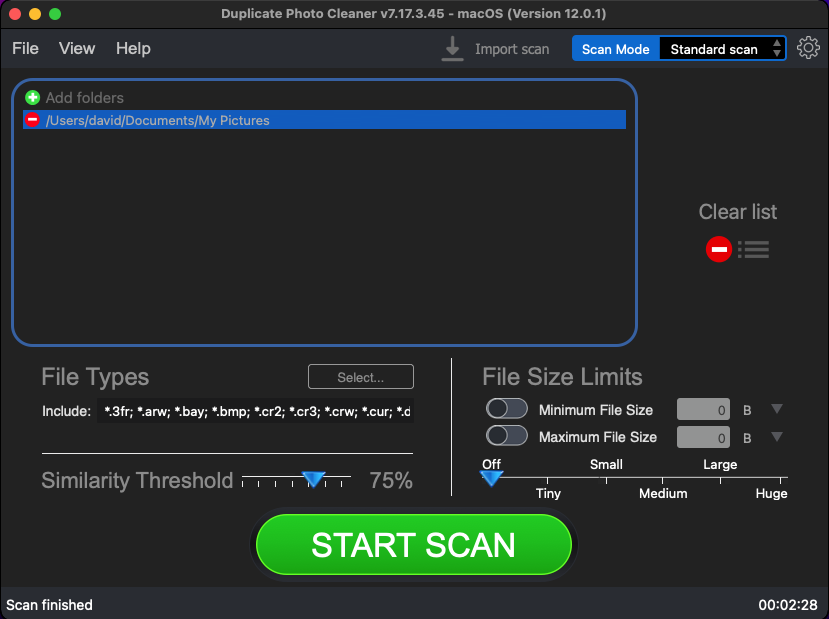 Duplicate Photo Cleaner v7.17.3.45 - macOS (Version 12.0.1)
File View Help Import scan Scan Mode Standard scan
Add folders
/Users/david/Documents/My Pictures
Clear list
File Types Select...
Include: *.3fr; *.arw; *.bay; *.bmp; *.cr2; *.cr3; *.crw; *.cur; *.d
Similarity Threshold 75%
File Size Limits
Minimum File Size 0 B
Maximum File Size 0 B
Off Small Large
Tiny Medium Huge
START SCAN
Scan finished 00:02:28